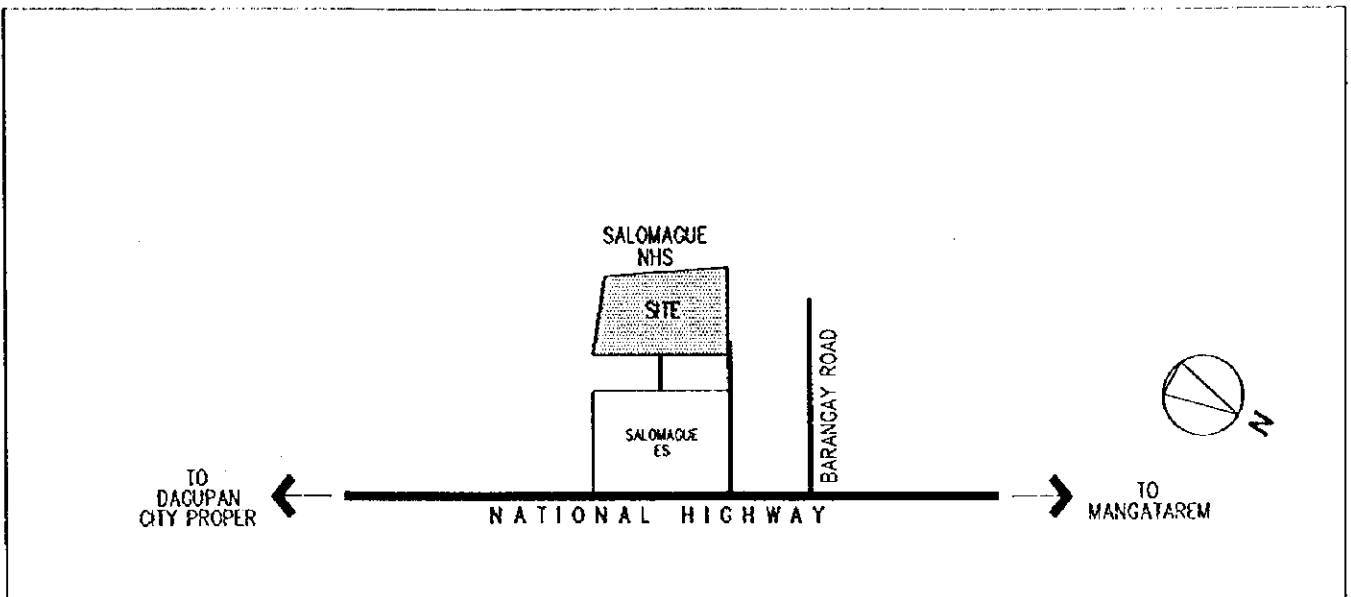 SALOMAGUE
NHS
SITE
SALOMAGUE
ES
BARANGAY ROAD
N
TO
DAGUPAN
CITY PROPER
TO
MANGATAREM
NATIONAL HIGHWAY